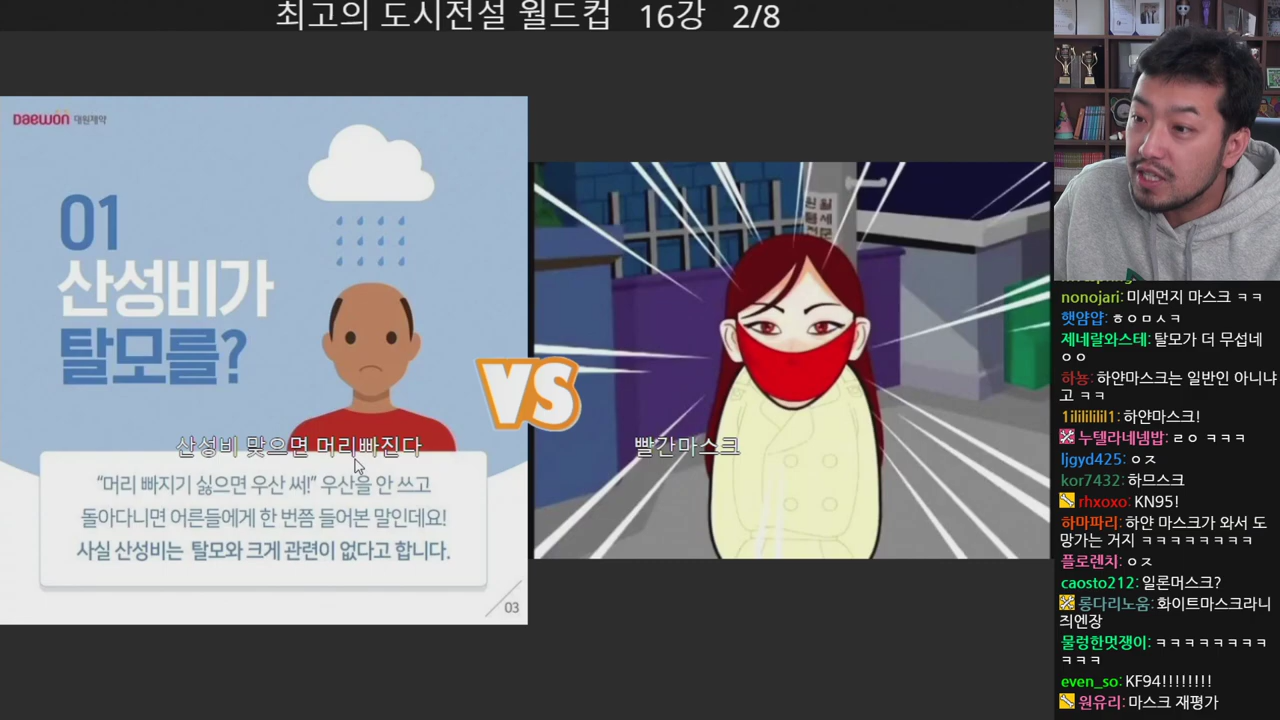 최고의 도시전설 월드컵 16강 2/8
Daewon 대원제약
01
산성비가
탈모를?
산성비 맞으면 머리빠진다
"머리 빠지기 싫으면 우산 써!" 우산을 안 쓰고
돌아다니면 어른들에게 한 번쯤 들어본 말인데요!
사실 산성비는 탈모와 크게 관련이 없다고 합니다.
03
VS
빨간마스크
nonojari: 미세먼지 마스크 ㅋㅋ
햇얌얍: ㅎㅇㅁㅅㅋ
제네랄와스테: 탈모가 더 무섭네
ㅇㅇ
하뇽: 하얀마스크는 일반인 아니냐
고 ㅋㅋ
1ilililililil1: 하얀마스크!
누텔라네넴밥: ㄹㅇ ㅋㅋㅋ
ljgyd425: ㅇㅈ
kor7432: 하므스크
rhxoxo: KN95!
하마파리: 하얀 마스크가 와서 도
망가는 거지 ㅋㅋㅋㅋㅋㅋㅋㅋ
플로렌치: ㅇㅈ
caosto212: 일론머스크?
롱다리노움: 화이트마스크라니
즤엔장
물렁한멋쟁이: ㅋㅋㅋㅋㅋㅋㅋㅋ
ㅋㅋㅋ
even_so: KF94!!!!!!!!
원유리: 마스크 재평가